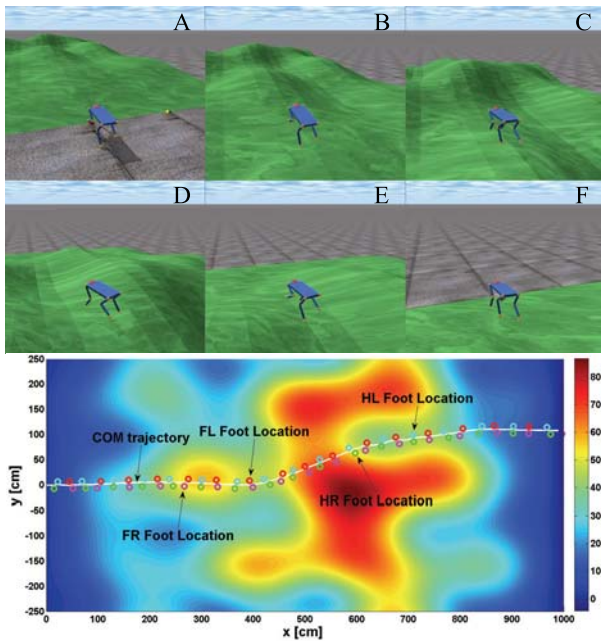 A
B
C
D
E
F
250
200
150
100
50
0
-50
-100
-150
-200
-250
y [cm]
COM trajectory
FL Foot Location
HL Foot Location
FR Foot Location
HR Foot Location
0 100 200 300 400 500 600 700 800 900 1000
x [cm]
80
70
60
50
40
30
20
10
0